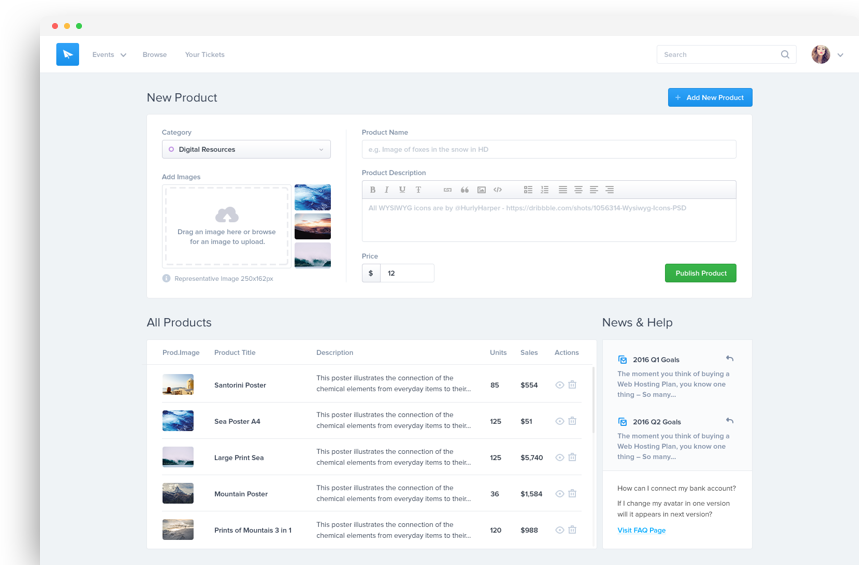 Events
Browse
Your Tickets
Search
New Product
+ Add New Product
Category
Digital Resources
Add Images
Drag an image here or browse
for an image to upload.
Representative Image 250x162px
Product Name
e.g. Image of foxes in the snow in HD
Product Description
B I U T
All WYSIWYG icons are by @HurlyHerper - https://dribbble.com/shots/1056314-Wysiwyg-Icons-PSD
Price
$ 12
Publish Product
All Products
Prod.Image Product Title Description Units Sales Actions
Santorini Poster
This poster illustrates the connection of the
chemical elements from everyday items to their...
85 $554
Sea Poster A4
This poster illustrates the connection of the
chemical elements from everyday items to their...
125 $51
Large Print Sea
This poster illustrates the connection of the
chemical elements from everyday items to their...
125 $5,740
Mountain Poster
This poster illustrates the connection of the
chemical elements from everyday items to their...
36 $1,584
Prints of Mountais 3 in 1
This poster illustrates the connection of the
chemical elements from everyday items to their...
120 $988
News & Help
2016 Q1 Goals
The moment you think of buying a
Web Hosting Plan, you know one
thing – So many...
2016 Q2 Goals
The moment you think of buying a
Web Hosting Plan, you know one
thing – So many...
How can I connect my bank account?
If I change my avatar in one version
will it appears in next version?
Visit FAQ Page